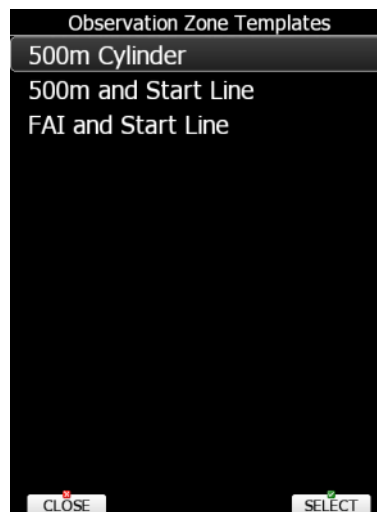 Observation Zone Templates
500m Cylinder
500m and Start Line
FAI and Start Line
CLOSE
SELECT